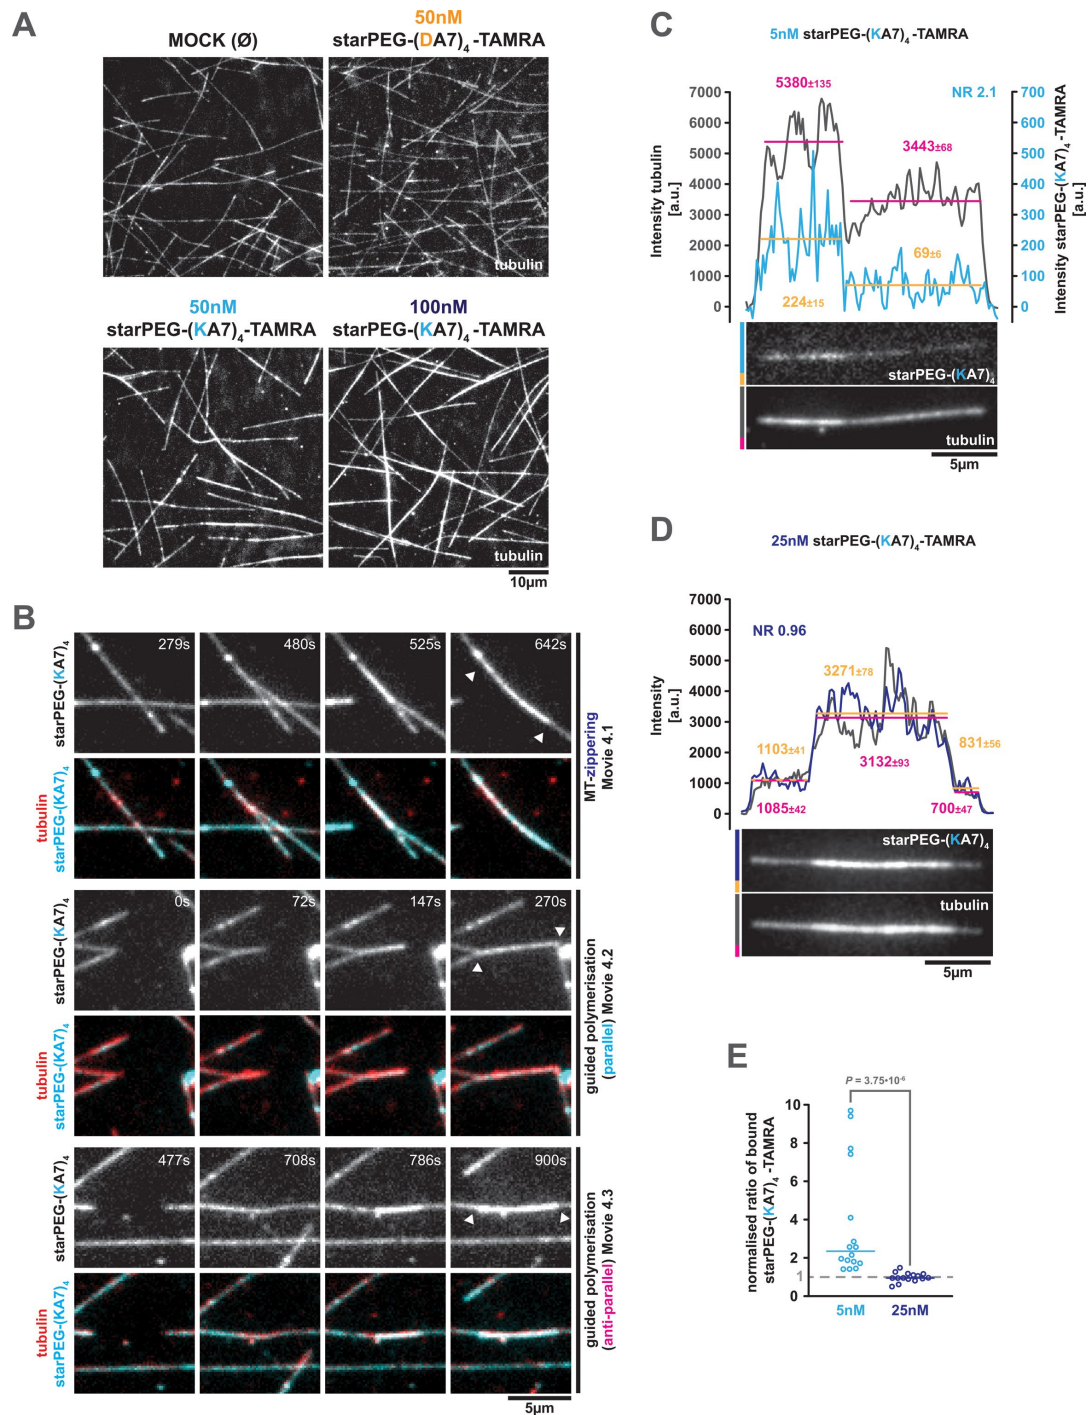 A
MOCK (Ø)
50nM
starPEG-(DA7)₄-TAMRA
tubulin
50nM
starPEG-(KA7)₄-TAMRA
100nM
starPEG-(KA7)₄-TAMRA
tubulin
10µm
B
starPEG-(KA7)₄
279s
480s
525s
642s
tubulin
starPEG-(KA7)₄
MT-zippering
Movie 4.1
starPEG-(KA7)₄
0s
72s
147s
270s
tubulin
starPEG-(KA7)₄
guided polymerisation
(parallel) Movie 4.2
starPEG-(KA7)₄
477s
708s
786s
900s
tubulin
starPEG-(KA7)₄
guided polymerisation
(anti-parallel) Movie 4.3
5µm
C
5nM starPEG-(KA7)₄-TAMRA
Intensity tubulin
[a.u.]
7000
6000
5000
4000
3000
2000
1000
0
5380±135
NR 2.1
3443±68
69±6
224±15
700
600
500
400
300
200
100
0
Intensity starPEG-(KA7)₄-TAMRA
[a.u.]
starPEG-(KA7)₄
tubulin
5µm
D
25nM starPEG-(KA7)₄-TAMRA
Intensity
[a.u.]
7000
6000
5000
4000
3000
2000
1000
0
NR 0.96
3271±78
1103±41
831±56
3132±93
1085±42
700±47
starPEG-(KA7)₄
tubulin
5µm
E
P = 3.75•10⁻⁶
normalised ratio of bound
starPEG-(KA7)₄ -TAMRA
10
8
6
4
2
1
0
5nM
25nM